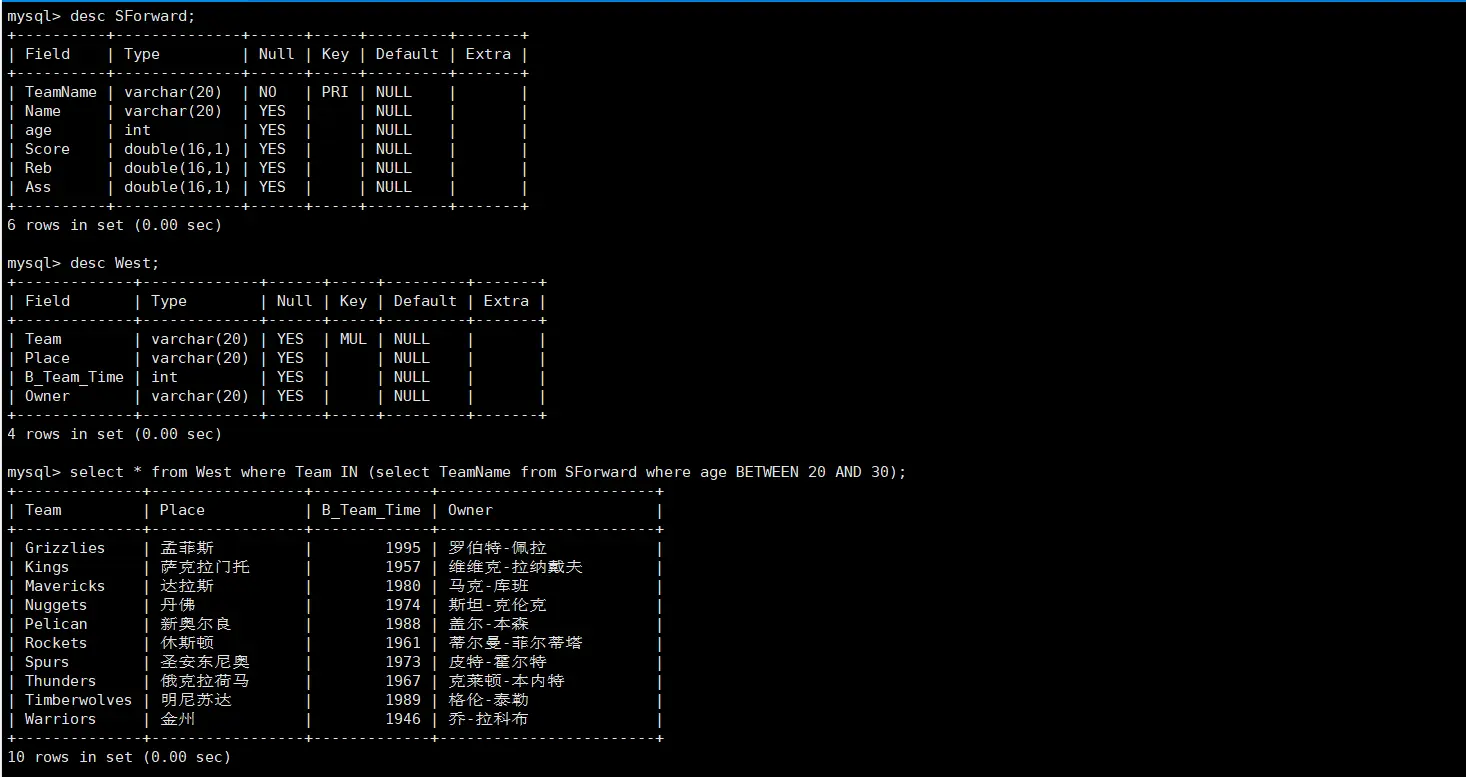 mysql> desc SForward;
+----------+--------------+------+-----+---------+-------+
| Field    | Type         | Null | Key | Default | Extra |
+----------+--------------+------+-----+---------+-------+
| TeamName | varchar(20)  | NO   | PRI | NULL    |       |
| Name     | varchar(20)  | YES  |     | NULL    |       |
| age      | int          | YES  |     | NULL    |       |
| Score    | double(16,1) | YES  |     | NULL    |       |
| Reb      | double(16,1) | YES  |     | NULL    |       |
| Ass      | double(16,1) | YES  |     | NULL    |       |
+----------+--------------+------+-----+---------+-------+
6 rows in set (0.00 sec)

mysql> desc West;
+-------------+-------------+------+-----+---------+-------+
| Field       | Type        | Null | Key | Default | Extra |
+-------------+-------------+------+-----+---------+-------+
| Team        | varchar(20) | YES  | MUL | NULL    |       |
| Place       | varchar(20) | YES  |     | NULL    |       |
| B_Team_Time | int         | YES  |     | NULL    |       |
| Owner       | varchar(20) | YES  |     | NULL    |       |
+-------------+-------------+------+-----+---------+-------+
4 rows in set (0.00 sec)

mysql> select * from West where Team IN (select TeamName from SForward where age BETWEEN 20 AND 30);
+--------------+-----------------+-------------+------------------------+
| Team         | Place           | B_Team_Time | Owner                  |
+--------------+-----------------+-------------+------------------------+
| Grizzlies    | 孟菲斯          |        1995 | 罗伯特-佩拉            |
| Kings        | 萨克拉门托      |        1957 | 维维克-拉纳戴夫        |
| Mavericks    | 达拉斯          |        1980 | 马克-库班              |
| Nuggets      | 丹佛            |        1974 | 斯坦-克伦克            |
| Pelican      | 新奥尔良        |        1988 | 盖尔-本森              |
| Rockets      | 休斯顿          |        1961 | 蒂尔曼-菲尔蒂塔        |
| Spurs        | 圣安东尼奥      |        1973 | 皮特-霍尔特            |
| Thunders     | 俄克拉荷马      |        1967 | 克莱顿-本内特          |
| Timberwolves | 明尼苏达        |        1989 | 格伦-泰勒              |
| Warriors     | 金州            |        1946 | 乔-拉科布              |
+--------------+-----------------+-------------+------------------------+
10 rows in set (0.00 sec)